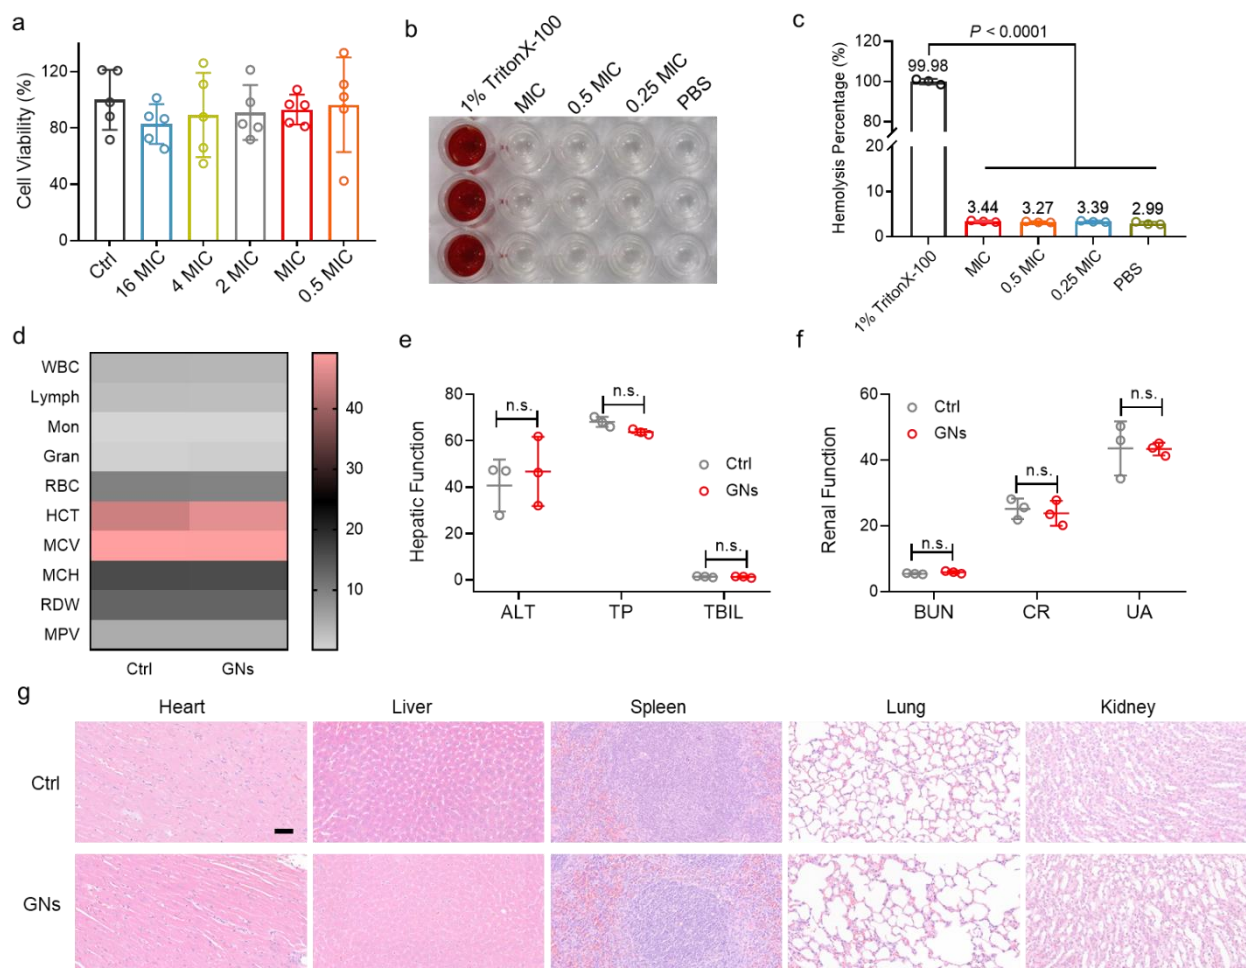 a
Cell Viability (%)
120
80
40
0
Ctrl
16 MIC
4 MIC
2 MIC
MIC
0.5 MIC
b
1% TritonX-100
MIC
0.5 MIC
0.25 MIC
PBS
c
Hemolysis Percentage (%)
P < 0.0001
120
100
80
20
10
0
99.98
3.44
3.27
3.39
2.99
1% TritonX-100
MIC
0.5 MIC
0.25 MIC
PBS
d
WBC
Lymph
Mon
Gran
RBC
HCT
MCV
MCH
RDW
MPV
Ctrl
GNs
40
30
20
10
e
Hepatic Function
80
60
40
20
0
n.s.
n.s.
n.s.
Ctrl
GNs
ALT
TP
TBIL
f
Renal Function
60
40
20
0
Ctrl
GNs
n.s.
n.s.
n.s.
BUN
CR
UA
g
Heart
Liver
Spleen
Lung
Kidney
Ctrl
GNs